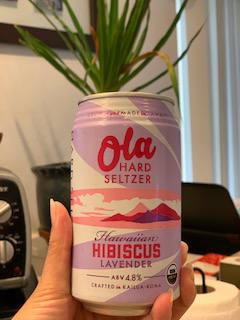 Ola
HARD
SELTZER
Hawaiian
HIBISCUS
LAVENDER
ABV 4.8%
CRAFTED IN KAILUA-KONA